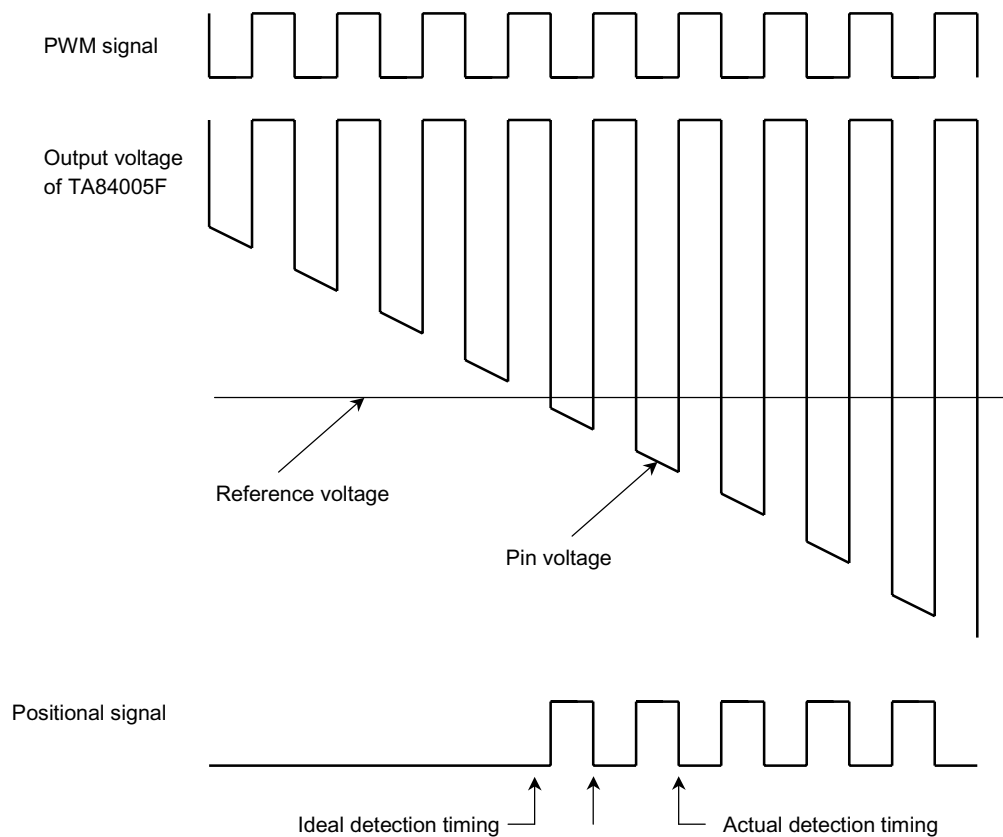 PWM signal
Output voltage
of TA84005F
Reference voltage
Pin voltage
Positional signal
Ideal detection timing
Actual detection timing